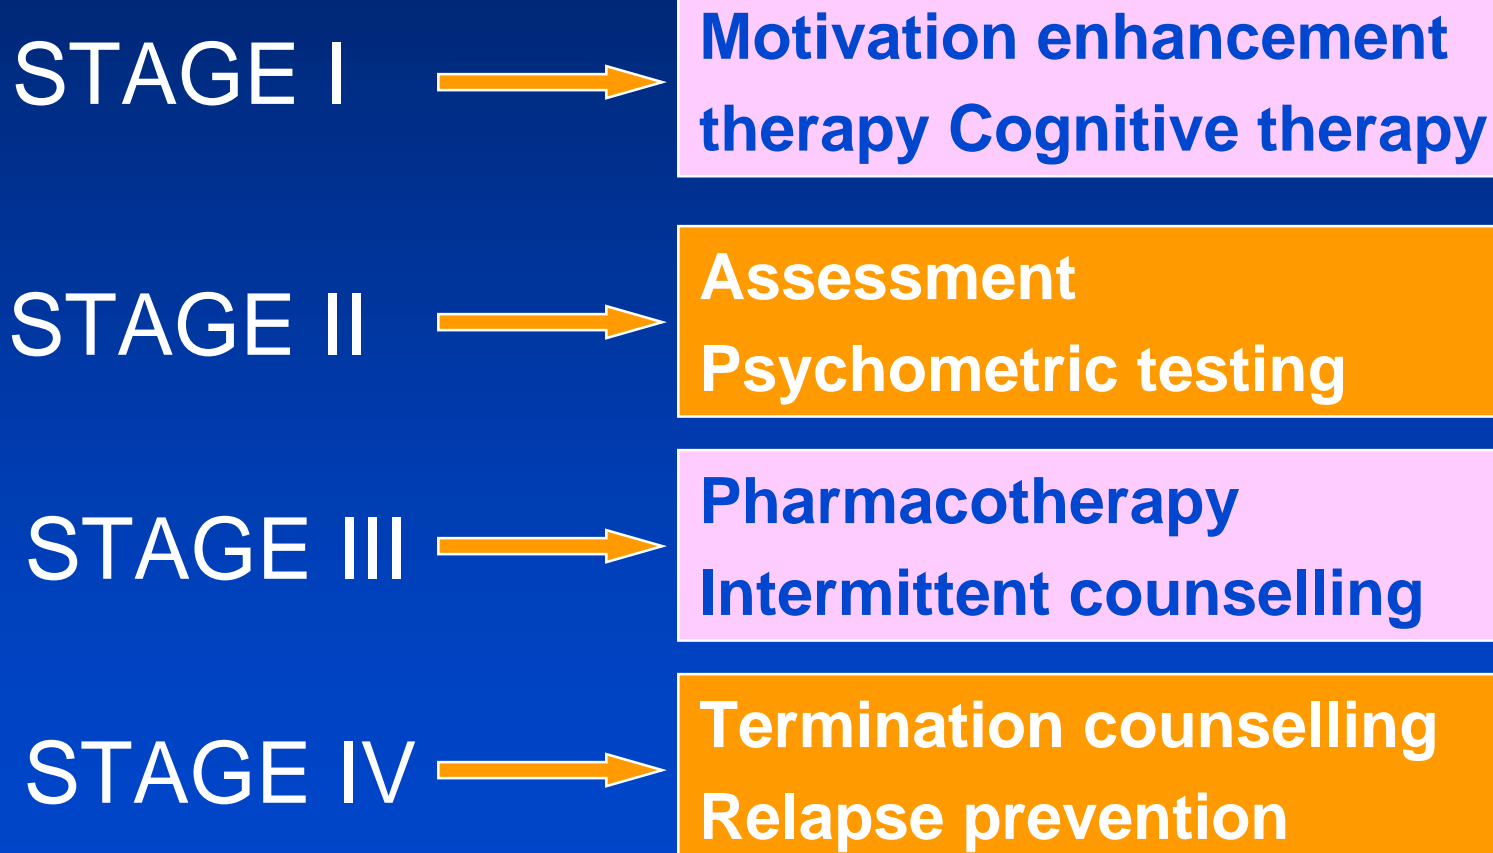 STAGE I
Motivation enhancement
therapy Cognitive therapy
STAGE II
Assessment
Psychometric testing
STAGE III
Pharmacotherapy
Intermittent counselling
STAGE IV
Termination counselling
Relapse prevention